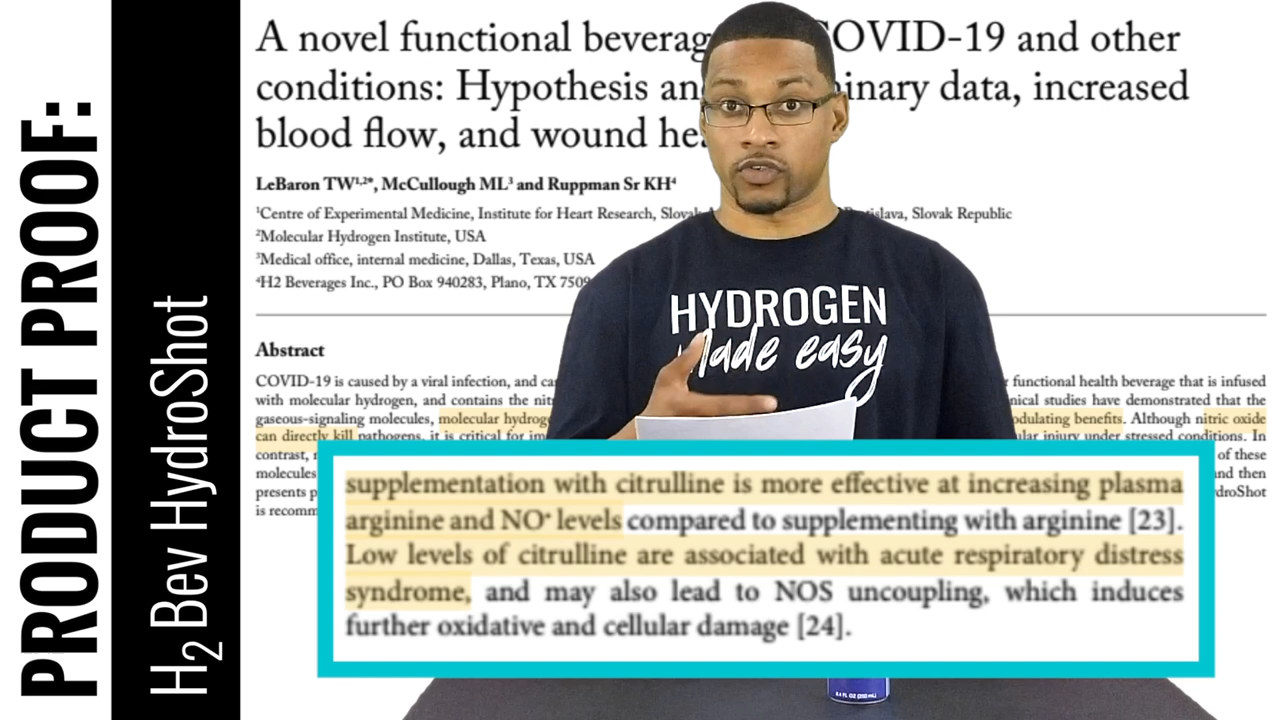 PRODUCT PROOF:
H2 Bev HydroShot
A novel functional beverag OVID-19 and other
conditions: Hypothesis an inary data, increased
blood flow, and wound hea
LeBaron TW1,2*, McCullough ML3 and Ruppman Sr KH4
1Centre of Experimental Medicine, Institute for Heart Research, Slovak tislava, Slovak Republic
2Molecular Hydrogen Institute, USA
3Medical office, internal medicine, Dallas, Texas, USA
4H2 Beverages Inc., PO Box 940283, Plano, TX 7509
HYDROGEN
Made easy
Abstract
COVID-19 is caused by a viral infection, and ca functional health beverage that is infused
with molecular hydrogen, and contains the nit nical studies have demonstrated that the
gaseous-signaling molecules, molecular hydroge odulating benefits. Although nitric oxide
can directly kill pathogens, it is critical for im ular injury under stressed conditions. In
contrast, of these
molecules nd then
presents p droShot
is recomm
supplementation with citrulline is more effective at increasing plasma
arginine and NO• levels compared to supplementing with arginine [23].
Low levels of citrulline are associated with acute respiratory distress
syndrome, and may also lead to NOS uncoupling, which induces
further oxidative and cellular damage [24].